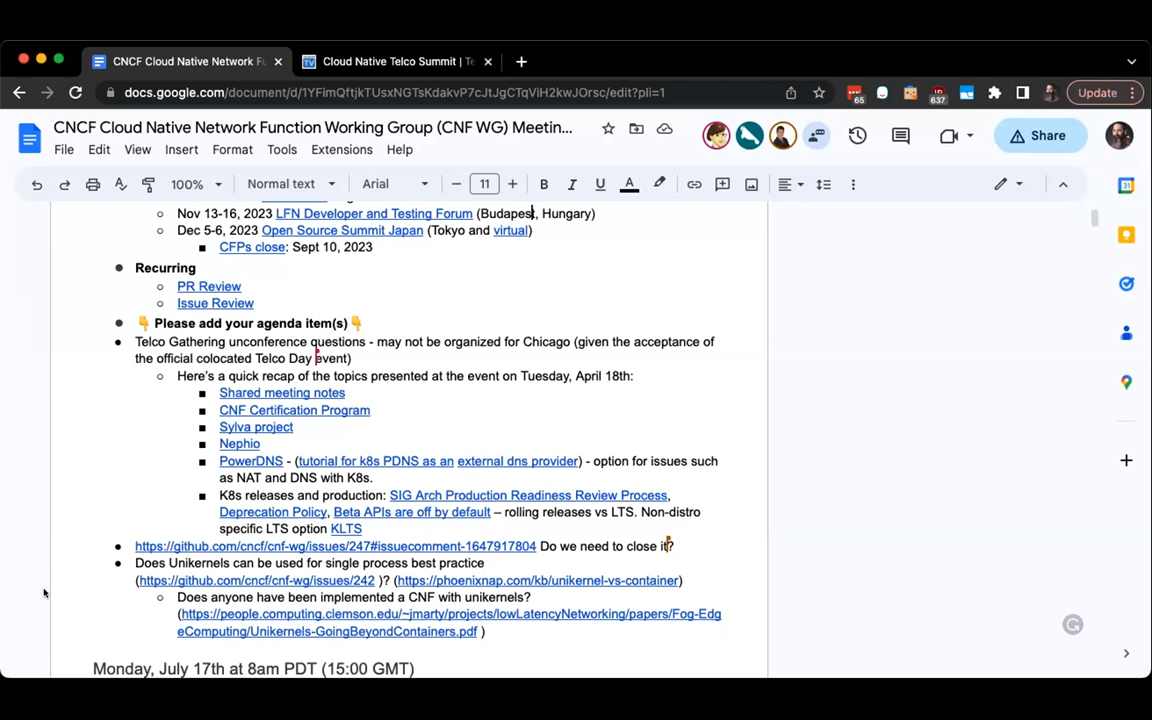 CNCF Cloud Native Network Fu
Cloud Native Telco Summit | Te
docs.google.com/document/d/1YFimQftjkTUsxNGTsKdakvP7cJtJgCTqViH2kwJOrsc/edit?pli=1
65
637
Update
CNCF Cloud Native Network Function Working Group (CNF WG) Meetin...
Share
File Edit View Insert Format Tools Extensions Help
100% Normal text Arial 11 B I U A
Nov 13-16, 2023 LFN Developer and Testing Forum (Budapest, Hungary)
Dec 5-6, 2023 Open Source Summit Japan (Tokyo and virtual)
CFPs close: Sept 10, 2023
Recurring
PR Review
Issue Review
👇 Please add your agenda item(s)👇
Telco Gathering unconference questions - may not be organized for Chicago (given the acceptance of
the official colocated Telco Day event)
Here's a quick recap of the topics presented at the event on Tuesday, April 18th:
Shared meeting notes
CNF Certification Program
Sylva project
Nephio
PowerDNS - (tutorial for k8s PDNS as an external dns provider) - option for issues such
as NAT and DNS with K8s.
K8s releases and production: SIG Arch Production Readiness Review Process,
Deprecation Policy, Beta APIs are off by default – rolling releases vs LTS. Non-distro
specific LTS option KLTS
https://github.com/cncf/cnf-wg/issues/247#issuecomment-1647917804 Do we need to close it?
Does Unikernels can be used for single process best practice
(https://github.com/cncf/cnf-wg/issues/242 )? (https://phoenixnap.com/kb/unikernel-vs-container)
Does anyone have been implemented a CNF with unikernels?
(https://people.computing.clemson.edu/~jmarty/projects/lowLatencyNetworking/papers/Fog-Edg
eComputing/Unikernels-GoingBeyondContainers.pdf )
Monday, July 17th at 8am PDT (15:00 GMT)